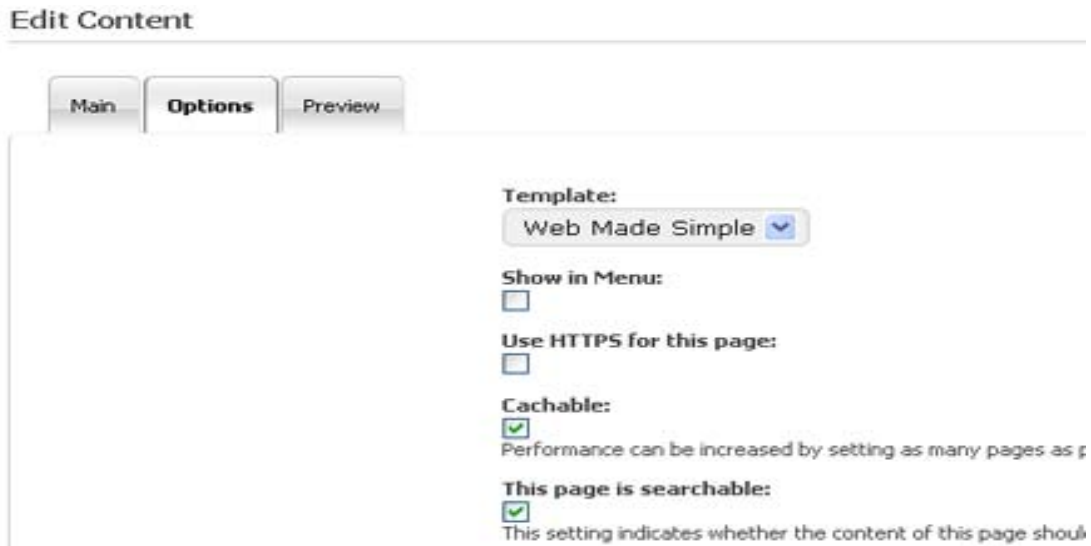 Edit Content
Main Options Preview
Template:
Web Made Simple
Show in Menu:
Use HTTPS for this page:
Cachable:
Performance can be increased by setting as many pages as
This page is searchable:
This setting indicates whether the content of this page